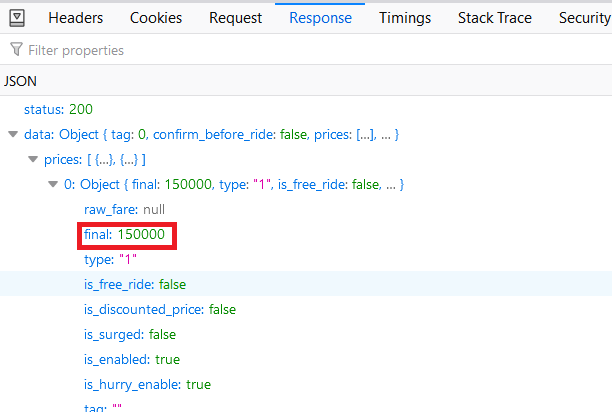 Headers Cookies Request Response Timings Stack Trace Security
Filter properties
JSON
status: 200
data: Object { tag: 0, confirm_before_ride: false, prices: […], … }
prices: [ {…}, {…} ]
0: Object { final: 150000, type: "1", is_free_ride: false, … }
raw_fare: null
final: 150000
type: "1"
is_free_ride: false
is_discounted_price: false
is_surged: false
is_enabled: true
is_hurry_enable: true
tag: ""